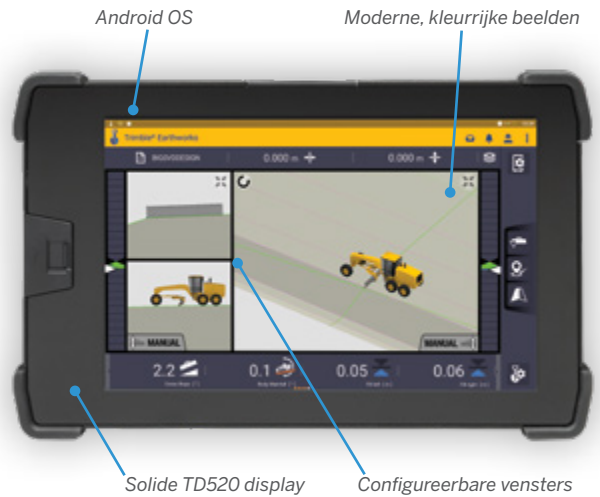 Android OS
Moderne, kleurrijke beelden
Trimble® Earthworks
0.000 m
0.000 m
MANUAL
MANUAL
2.2
0.1
0.05
0.06
Solide TD520 display
Configureerbare vensters